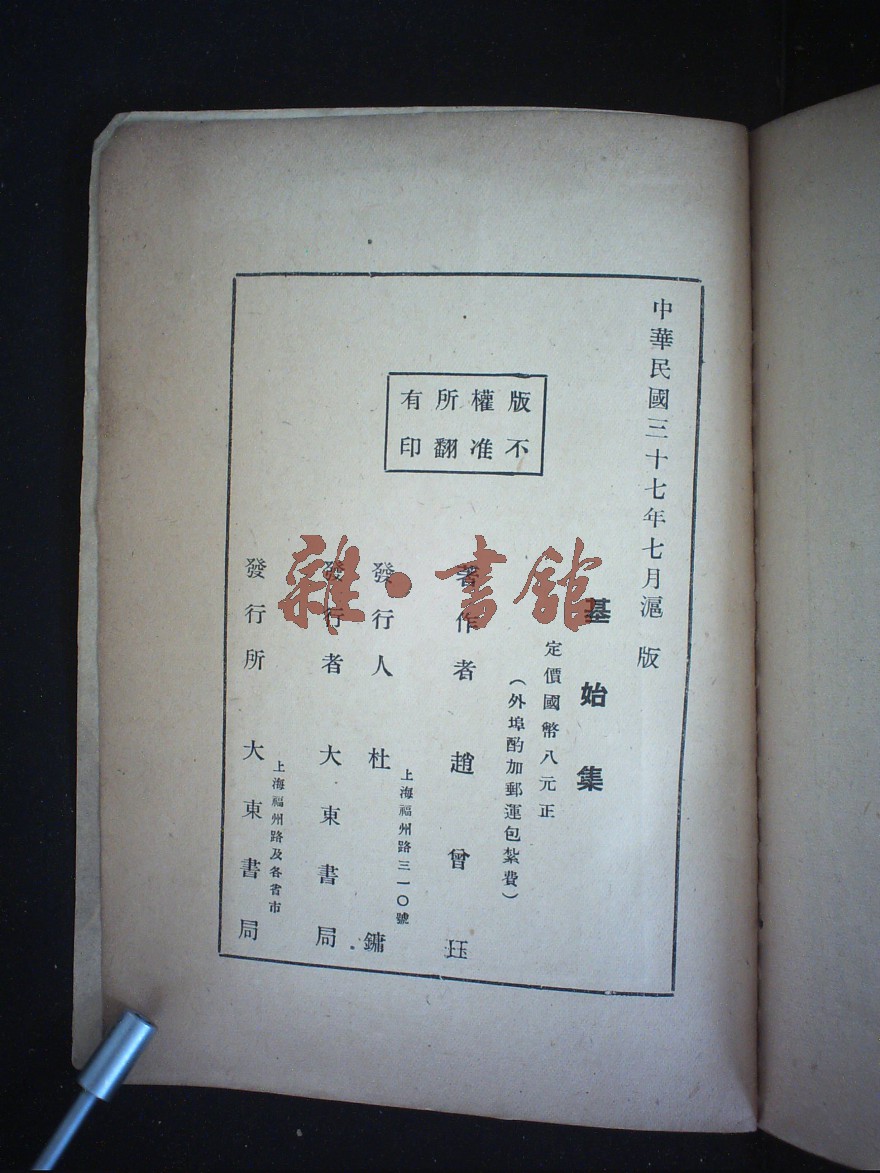 中華民國三十七年七月滬版
基始集
定價國幣八元正
（外埠酌加郵運包紮費）
版權所有
不准翻印
著作者 趙曾珏
發行人 杜鏞
上海福州路三一〇號
發行者 大東書局
上海福州路及各省市
發行所 大東書局
雜·書館